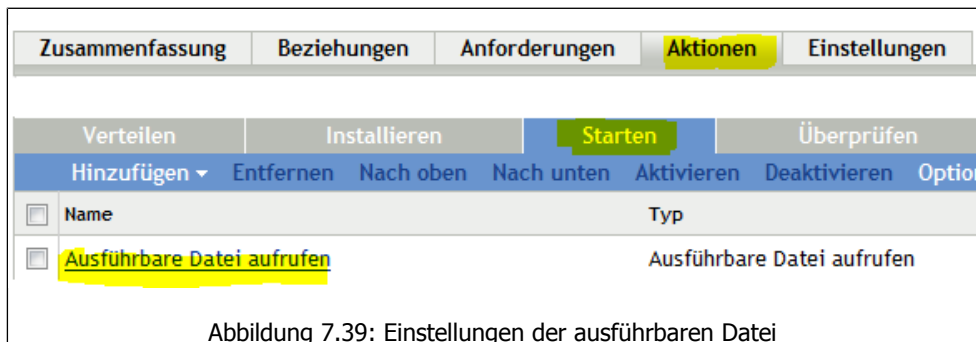 Zusammenfassung Beziehungen Anforderungen Aktionen Einstellungen
Verteilen Installieren Starten Überprüfen
Hinzufügen Entfernen Nach oben Nach unten Aktivieren Deaktivieren Option
Name Typ
Ausführbare Datei aufrufen Ausführbare Datei aufrufen
Abbildung 7.39: Einstellungen der ausführbaren Datei